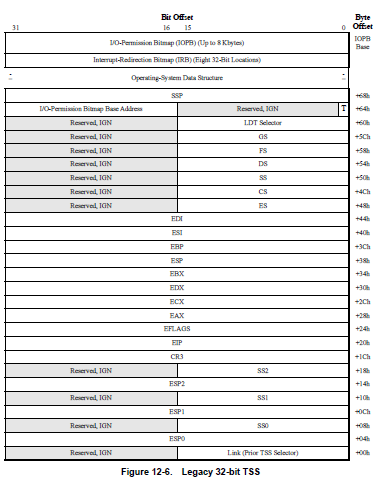 Bit Offset
Byte Offset
31 16 15 0
I/O-Permission Bitmap (IOPB) (Up to 8 Kbytes) IOPB Base
Interrupt-Redirection Bitmap (IRB) (Eight 32-Bit Locations)
Operating-System Data Structure
SSP +68h
I/O-Permission Bitmap Base Address Reserved, IGN T +64h
Reserved, IGN LDT Selector +60h
Reserved, IGN GS +5Ch
Reserved, IGN FS +58h
Reserved, IGN DS +54h
Reserved, IGN SS +50h
Reserved, IGN CS +4Ch
Reserved, IGN ES +48h
EDI +44h
ESI +40h
EBP +3Ch
ESP +38h
EBX +34h
EDX +30h
ECX +2Ch
EAX +28h
EFLAGS +24h
EIP +20h
CR3 +1Ch
Reserved, IGN SS2 +18h
ESP2 +14h
Reserved, IGN SS1 +10h
ESP1 +0Ch
Reserved, IGN SS0 +08h
ESP0 +04h
Reserved, IGN Link (Prior TSS Selector) +00h
Figure 12-6. Legacy 32-bit TSS